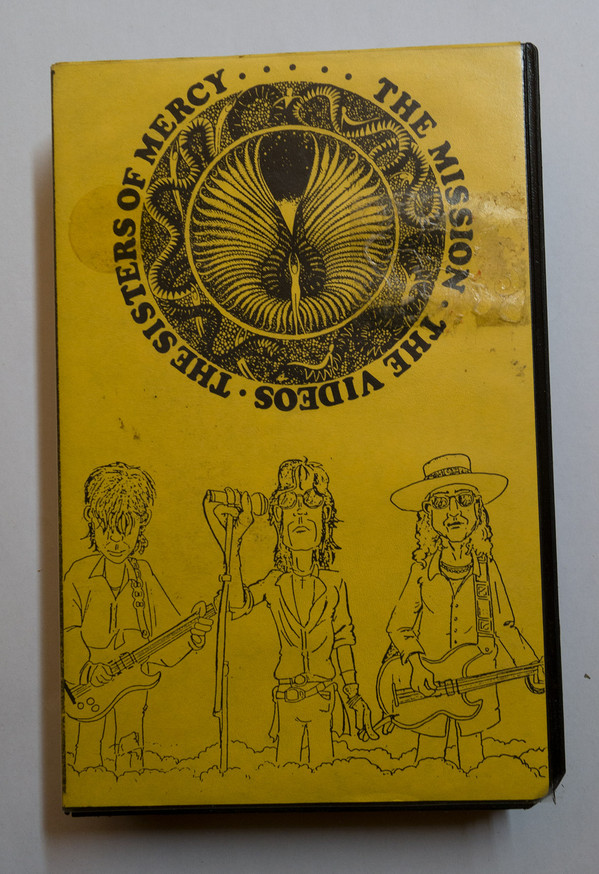 THE SISTERS OF MERCY . . . . . THE MISSION · THE VIDEOS ·